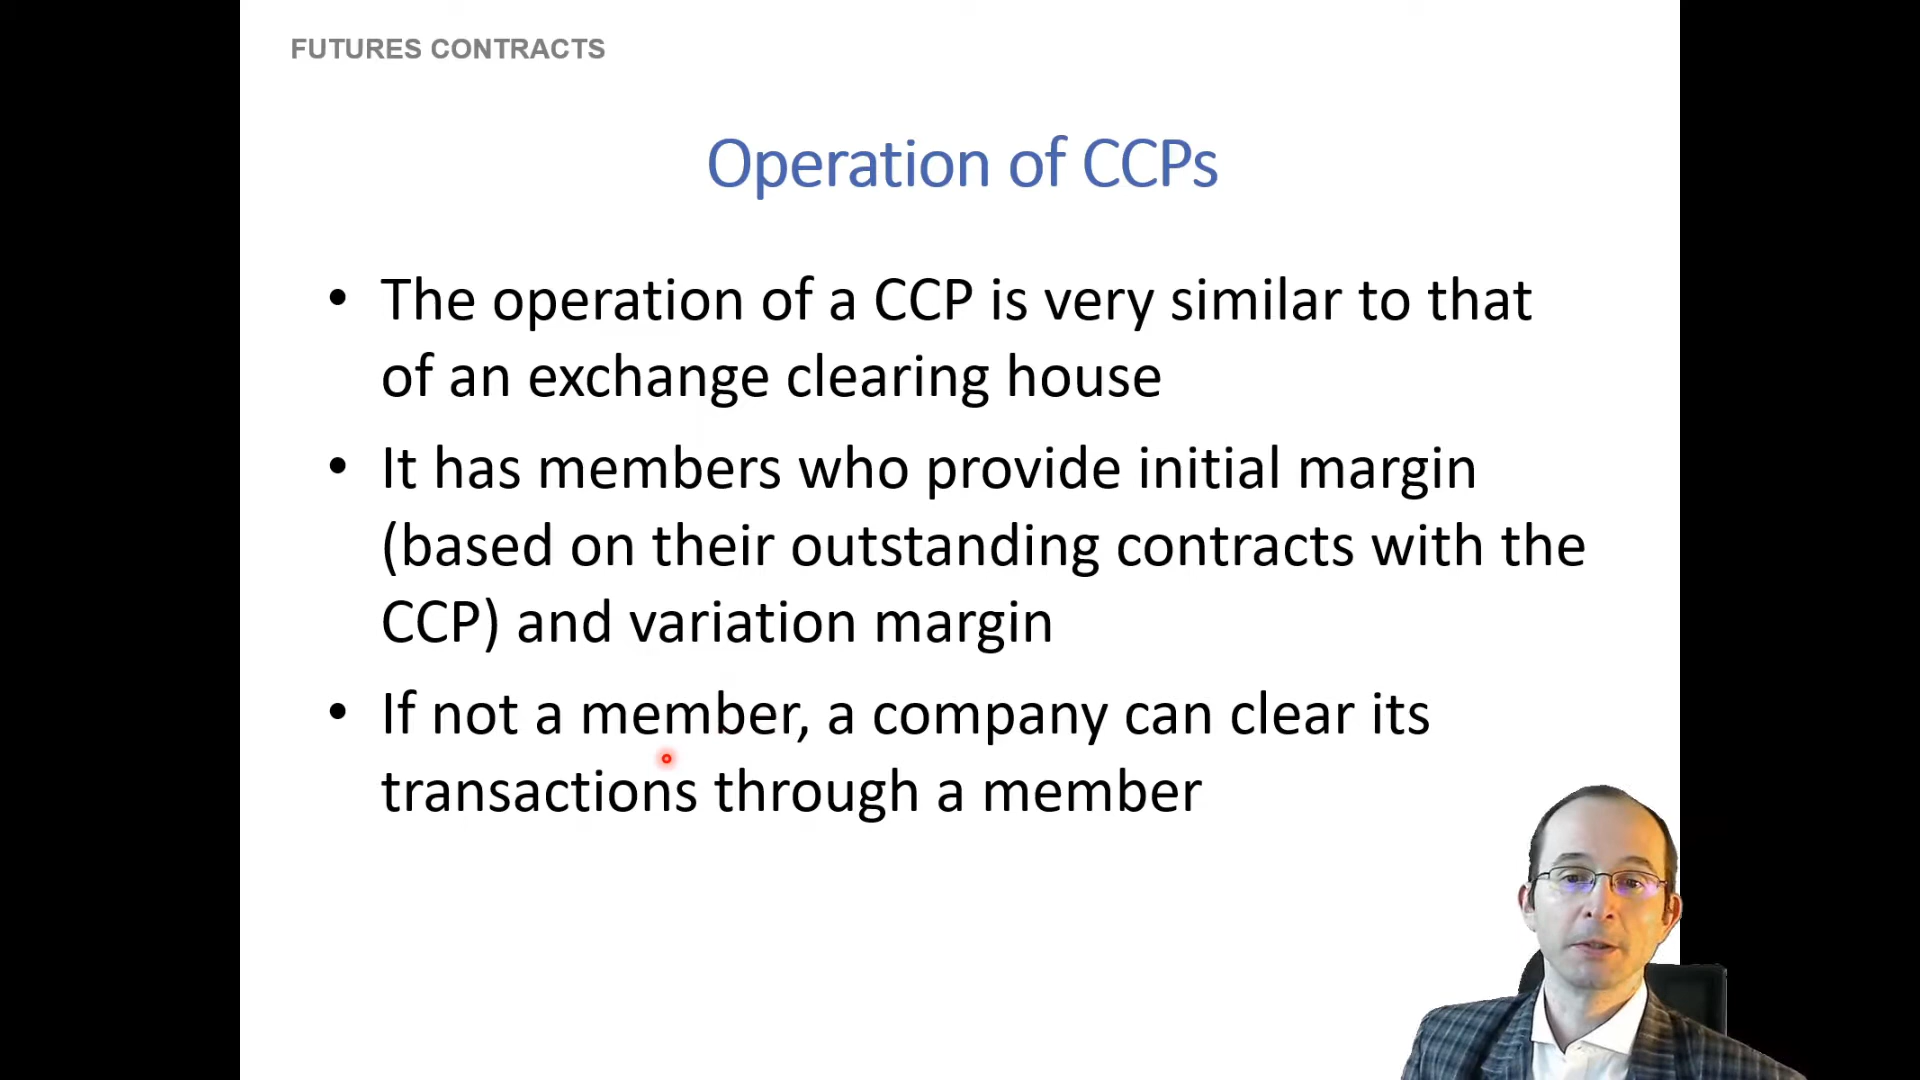 FUTURES CONTRACTS
Operation of CCPs
• The operation of a CCP is very similar to that
of an exchange clearing house
• It has members who provide initial margin
(based on their outstanding contracts with the
CCP) and variation margin
• If not a member, a company can clear its
transactions through a member